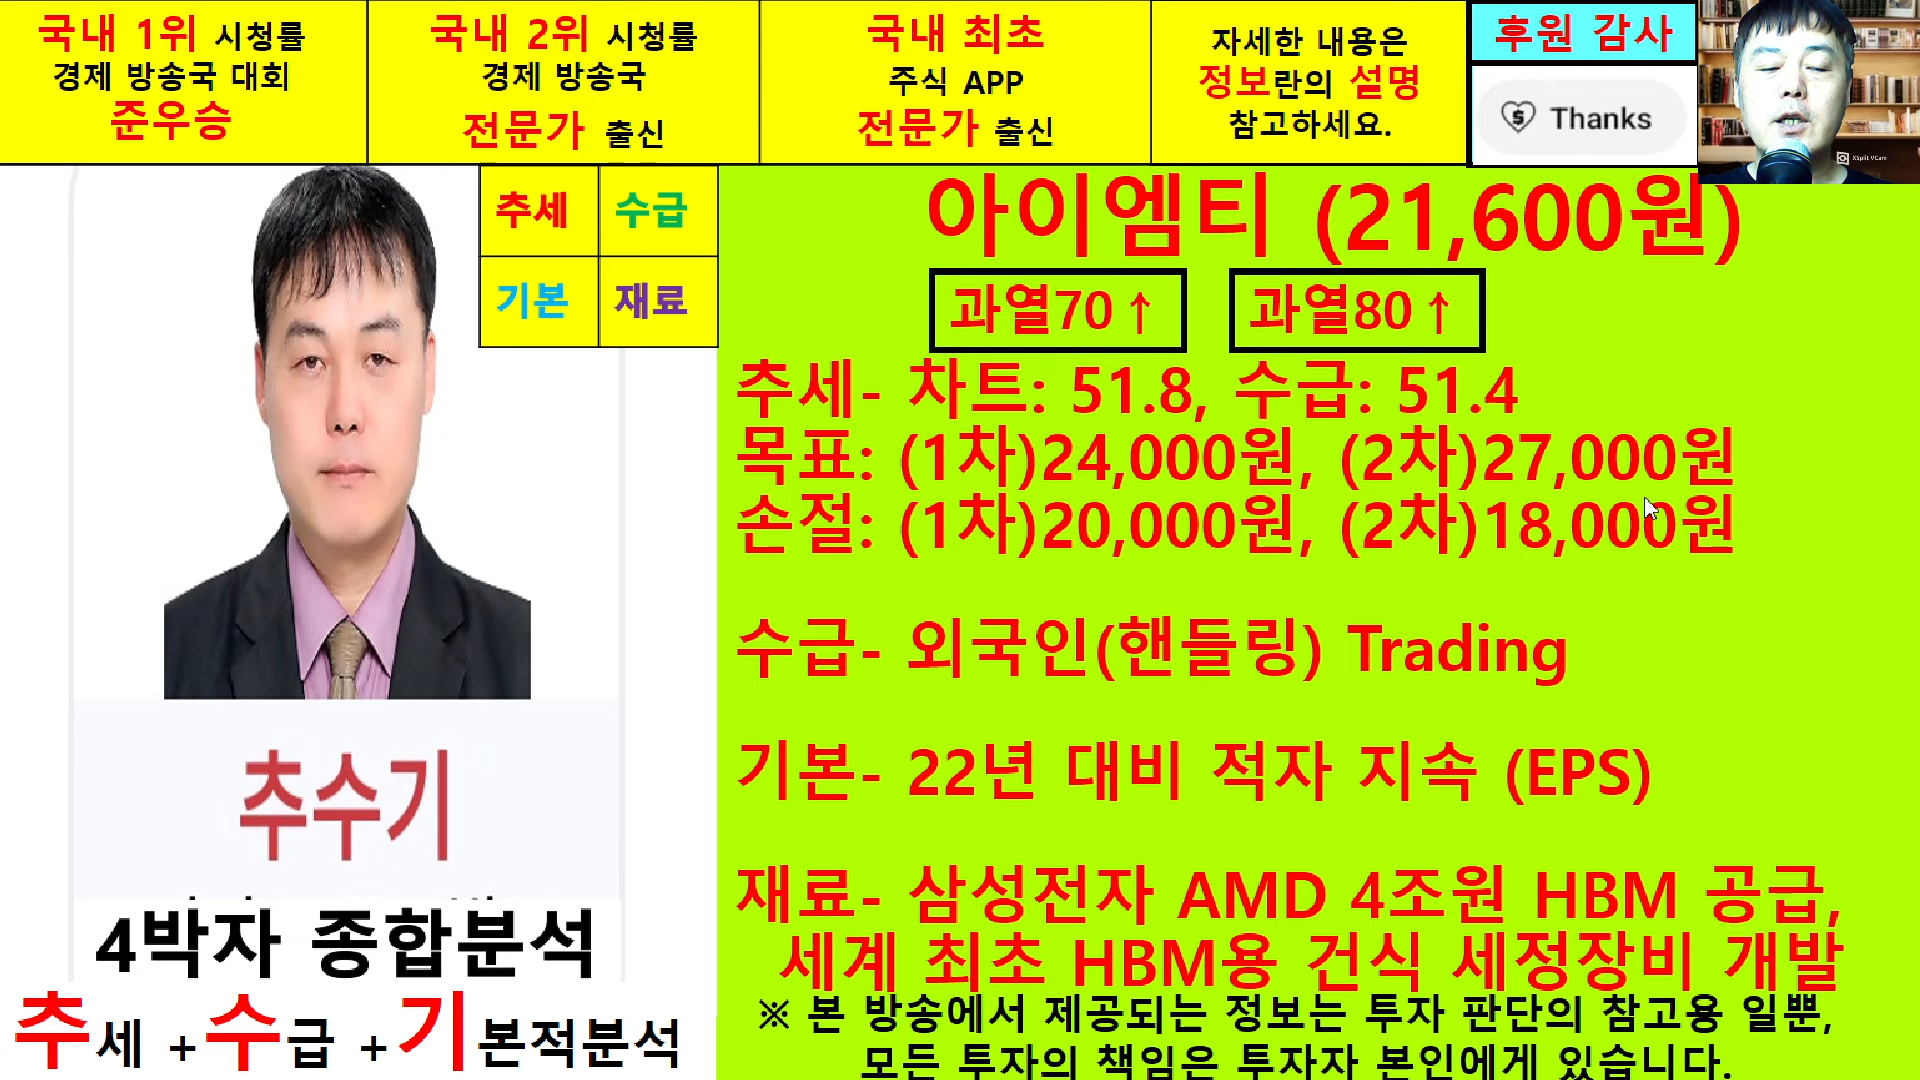 국내 1위 시청률
경제 방송국 대회
준우승
국내 2위 시청률
경제 방송국
전문가 출신
국내 최초
주식 APP
전문가 출신
자세한 내용은
정보란의 설명
참고하세요.
후원 감사
Thanks
XSplit VCam
추세 수급
기본 재료
아이엠티 (21,600원)
과열70↑ 과열80↑
추세- 차트: 51.8, 수급: 51.4
목표: (1차)24,000원, (2차)27,000원
손절: (1차)20,000원, (2차)18,000원
수급- 외국인(핸들링) Trading
기본- 22년 대비 적자 지속 (EPS)
재료- 삼성전자 AMD 4조원 HBM 공급,
세계 최초 HBM용 건식 세정장비 개발
※ 본 방송에서 제공되는 정보는 투자 판단의 참고용 일뿐,
모든 투자의 책임은 투자자 본인에게 있습니다.
추수기
4박자 종합분석
추세 +수급 +기본적분석